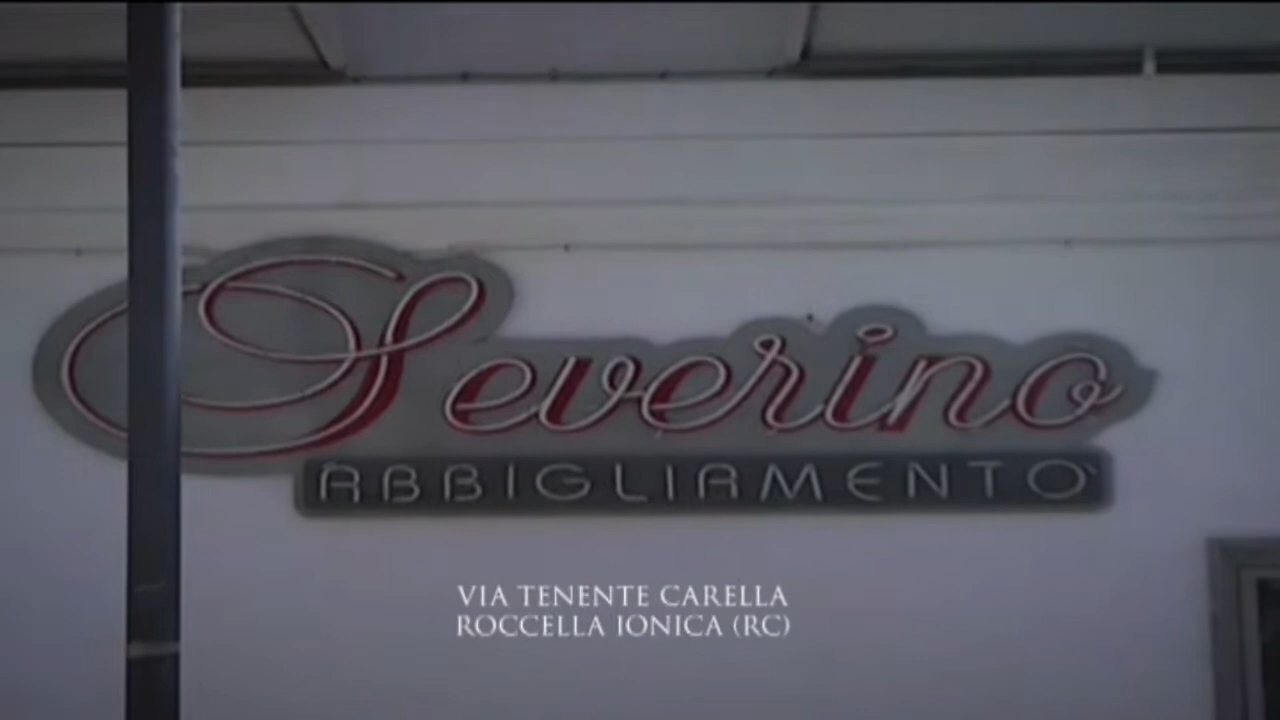 Severino
ABBIGLIAMENTO
VIA TENENTE CARELLA
ROCCELLA IONICA (RC)